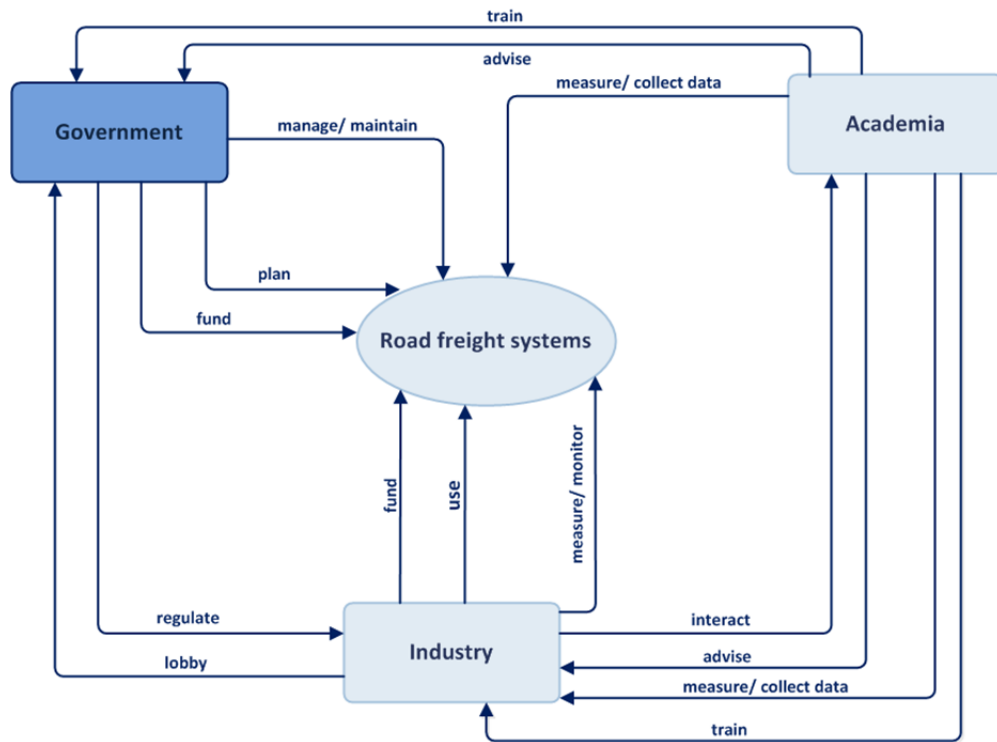 train
advise
measure/ collect data
Government
manage/ maintain
Academia
plan
fund
Road freight systems
fund
use
measure/ monitor
regulate
interact
lobby
Industry
advise
measure/ collect data
train